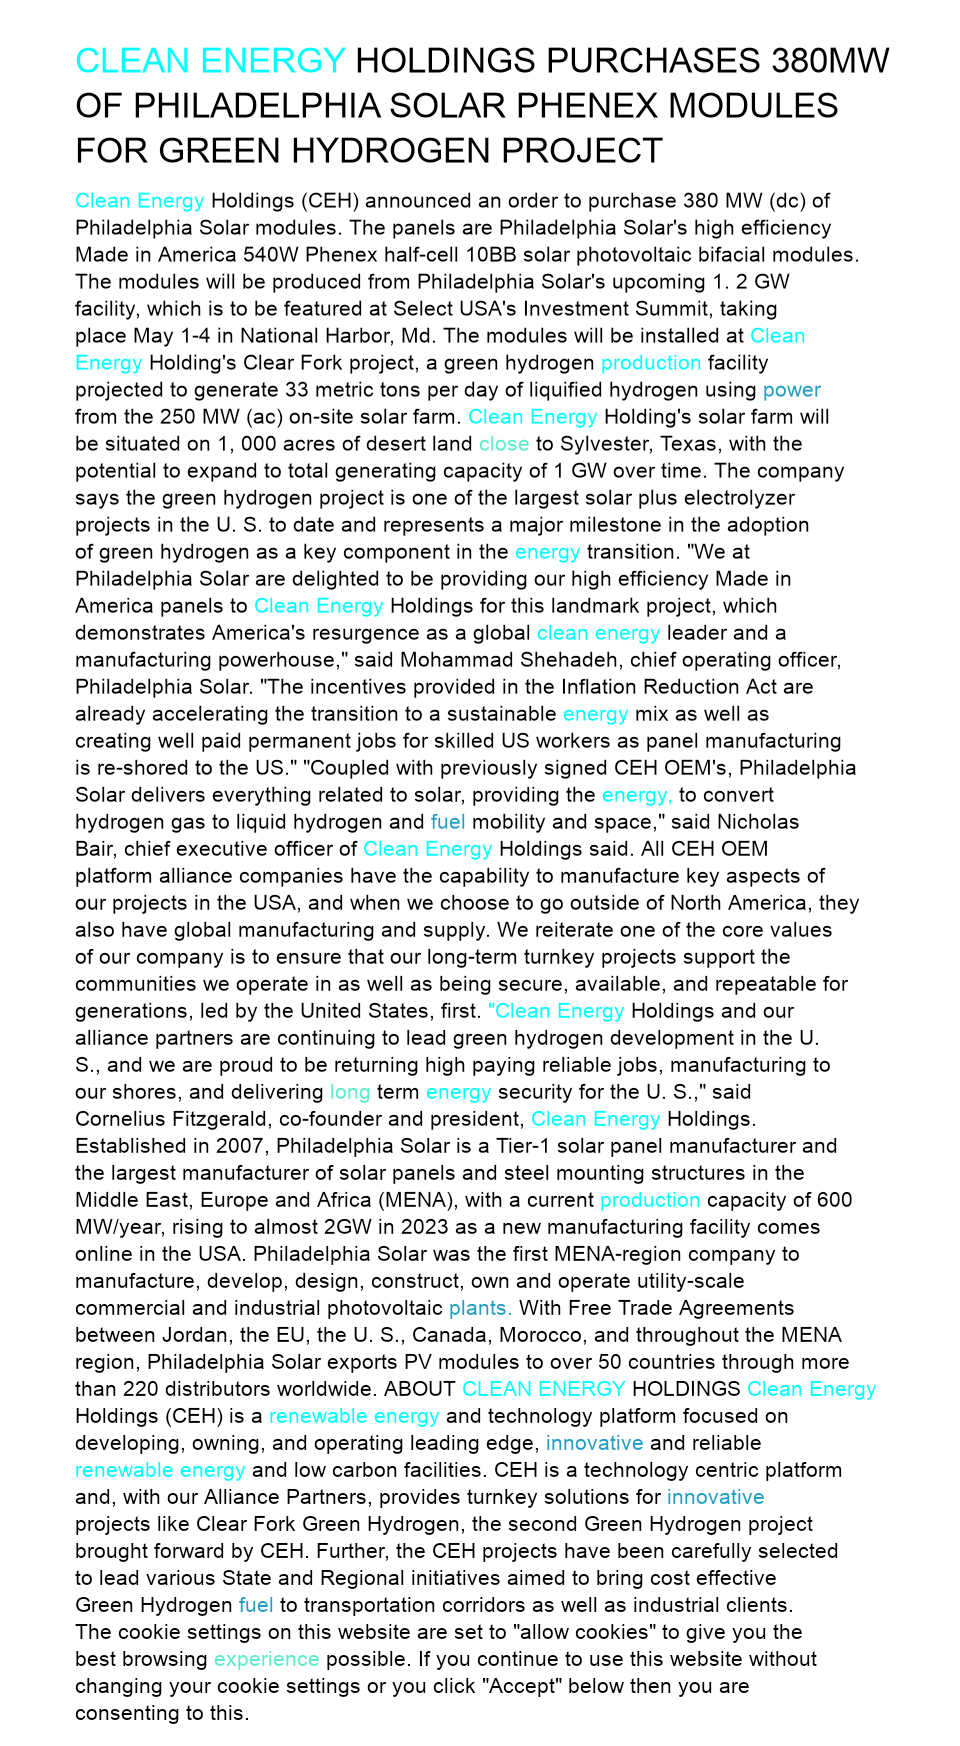 CLEAN ENERGY HOLDINGS PURCHASES 380MW
OF PHILADELPHIA SOLAR PHENEX MODULES
FOR GREEN HYDROGEN PROJECT
Clean Energy Holdings (CEH) announced an order to purchase 380 MW (dc) of
Philadelphia Solar modules. The panels are Philadelphia Solar's high efficiency
Made in America 540W Phenex half-cell 10BB solar photovoltaic bifacial modules.
The modules will be produced from Philadelphia Solar's upcoming 1. 2 GW
facility, which is to be featured at Select USA's Investment Summit, taking
place May 1-4 in National Harbor, Md. The modules will be installed at Clean
Energy Holding's Clear Fork project, a green hydrogen production facility
projected to generate 33 metric tons per day of liquified hydrogen using power
from the 250 MW (ac) on-site solar farm. Clean Energy Holding's solar farm will
be situated on 1, 000 acres of desert land close to Sylvester, Texas, with the
potential to expand to total generating capacity of 1 GW over time. The company
says the green hydrogen project is one of the largest solar plus electrolyzer
projects in the U. S. to date and represents a major milestone in the adoption
of green hydrogen as a key component in the energy transition. "We at
Philadelphia Solar are delighted to be providing our high efficiency Made in
America panels to Clean Energy Holdings for this landmark project, which
demonstrates America's resurgence as a global clean energy leader and a
manufacturing powerhouse," said Mohammad Shehadeh, chief operating officer,
Philadelphia Solar. "The incentives provided in the Inflation Reduction Act are
already accelerating the transition to a sustainable energy mix as well as
creating well paid permanent jobs for skilled US workers as panel manufacturing
is re-shored to the US." "Coupled with previously signed CEH OEM's, Philadelphia
Solar delivers everything related to solar, providing the energy, to convert
hydrogen gas to liquid hydrogen and fuel mobility and space," said Nicholas
Bair, chief executive officer of Clean Energy Holdings said. All CEH OEM
platform alliance companies have the capability to manufacture key aspects of
our projects in the USA, and when we choose to go outside of North America, they
also have global manufacturing and supply. We reiterate one of the core values
of our company is to ensure that our long-term turnkey projects support the
communities we operate in as well as being secure, available, and repeatable for
generations, led by the United States, first. "Clean Energy Holdings and our
alliance partners are continuing to lead green hydrogen development in the U.
S., and we are proud to be returning high paying reliable jobs, manufacturing to
our shores, and delivering long term energy security for the U. S.," said
Cornelius Fitzgerald, co-founder and president, Clean Energy Holdings.
Established in 2007, Philadelphia Solar is a Tier-1 solar panel manufacturer and
the largest manufacturer of solar panels and steel mounting structures in the
Middle East, Europe and Africa (MENA), with a current production capacity of 600
MW/year, rising to almost 2GW in 2023 as a new manufacturing facility comes
online in the USA. Philadelphia Solar was the first MENA-region company to
manufacture, develop, design, construct, own and operate utility-scale
commercial and industrial photovoltaic plants. With Free Trade Agreements
between Jordan, the EU, the U. S., Canada, Morocco, and throughout the MENA
region, Philadelphia Solar exports PV modules to over 50 countries through more
than 220 distributors worldwide. ABOUT CLEAN ENERGY HOLDINGS Clean Energy
Holdings (CEH) is a renewable energy and technology platform focused on
developing, owning, and operating leading edge, innovative and reliable
renewable energy and low carbon facilities. CEH is a technology centric platform
and, with our Alliance Partners, provides turnkey solutions for innovative
projects like Clear Fork Green Hydrogen, the second Green Hydrogen project
brought forward by CEH. Further, the CEH projects have been carefully selected
to lead various State and Regional initiatives aimed to bring cost effective
Green Hydrogen fuel to transportation corridors as well as industrial clients.
The cookie settings on this website are set to "allow cookies" to give you the
best browsing experience possible. If you continue to use this website without
changing your cookie settings or you click "Accept" below then you are
consenting to this.